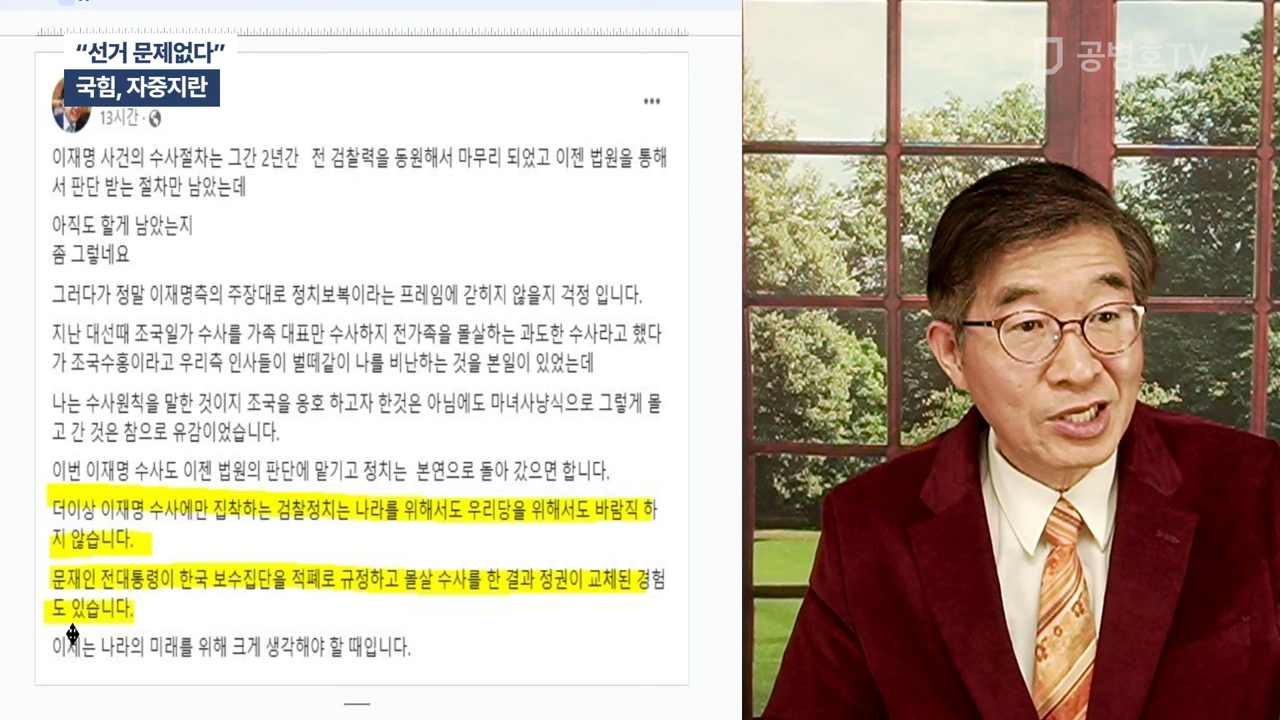 “선거 문제없다”
국힘, 자중지란
공병호TV
13시간 ·
이재명 사건의 수사절차는 그간 2년간 전 검찰력을 동원해서 마무리 되었고 이젠 법원을 통해
서 판단 받는 절차만 남았는데
아직도 할게 남았는지
좀 그렇네요
그러다가 정말 이재명측의 주장대로 정치보복이라는 프레임에 갇히지 않을지 걱정 입니다.
지난 대선때 조국일가 수사를 가족 대표만 수사하지 전가족을 몰살하는 과도한 수사라고 했다
가 조국수홍이라고 우리측 인사들이 벌떼같이 나를 비난하는 것을 본일이 있었는데
나는 수사원칙을 말한 것이지 조국을 옹호 하고자 한것은 아님에도 마녀사냥식으로 그렇게 몰
고 간 것은 참으로 유감이었습니다.
이번 이재명 수사도 이젠 법원의 판단에 맡기고 정치는 본연으로 돌아 갔으면 합니다.
더이상 이재명 수사에만 집착하는 검찰정치는 나라를 위해서도 우리당을 위해서도 바람직 하
지 않습니다.
문재인 전대통령이 한국 보수집단을 적폐로 규정하고 몰살 수사를 한 결과 정권이 교체된 경험
도 있습니다.
이제는 나라의 미래를 위해 크게 생각해야 할 때입니다.